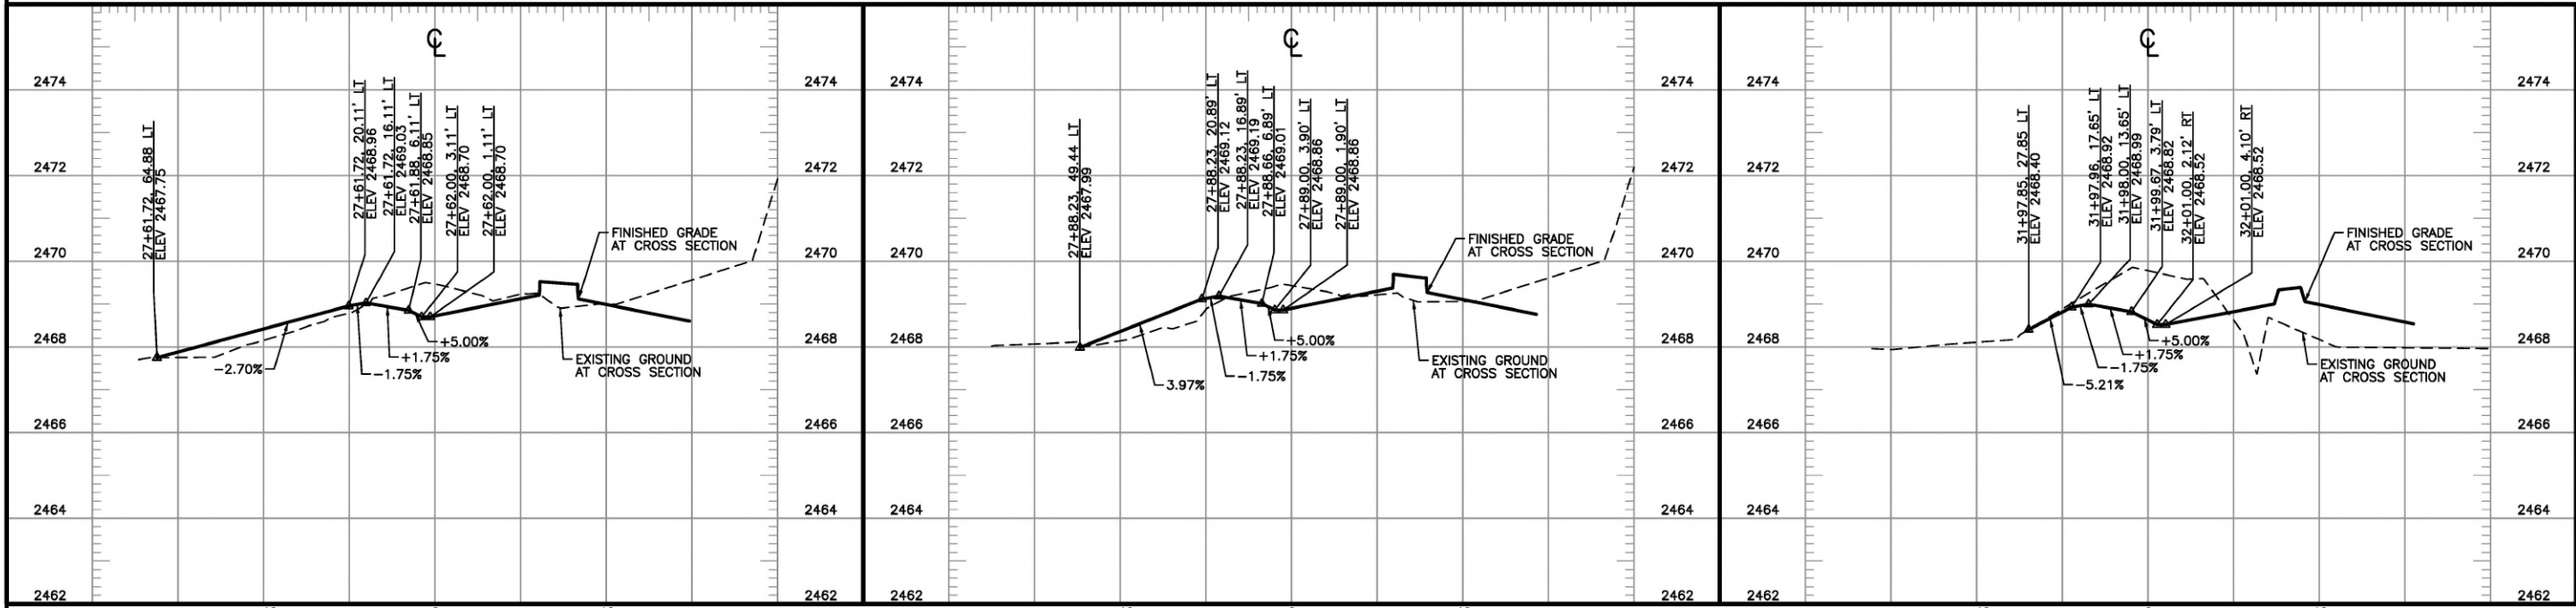 ℄
2474
2472
2470
2468
2466
2464
2462
27+61.72, 64.88 LT
ELEV 2467.75
27+61.72, 20.11' LT
ELEV 2468.96
27+61.72, 16.11' LT
ELEV 2469.03
27+61.88, 6.11' LT
ELEV 2468.85
27+62.00, 3.11' LT
ELEV 2468.70
27+62.00, 1.11' LT
ELEV 2468.70
FINISHED GRADE
AT CROSS SECTION
-2.70%
-1.75%
+1.75%
+5.00%
EXISTING GROUND
AT CROSS SECTION
2474
2472
2470
2468
2466
2464
2462
℄
2474
2472
2470
2468
2466
2464
2462
27+88.23, 49.44 LT
ELEV 2467.99
27+88.23, 20.89' LT
ELEV 2469.12
27+88.23, 16.89' LT
ELEV 2469.19
27+88.66, 6.89' LT
ELEV 2469.01
27+89.00, 3.90' LT
ELEV 2468.86
27+89.00, 1.90' LT
ELEV 2468.86
FINISHED GRADE
AT CROSS SECTION
3.97%
-1.75%
+1.75%
+5.00%
EXISTING GROUND
AT CROSS SECTION
2474
2472
2470
2468
2466
2464
2462
℄
2474
2472
2470
2468
2466
2464
2462
31+97.85, 27.85 LT
ELEV 2468.40
31+97.96, 17.65' LT
ELEV 2468.92
31+98.00, 13.65' LT
ELEV 2468.99
31+99.67, 3.79' LT
ELEV 2468.82
32+01.00, 2.12' RT
ELEV 2468.52
32+01.00, 4.10' RT
ELEV 2468.52
FINISHED GRADE
AT CROSS SECTION
-5.21%
-1.75%
+1.75%
+5.00%
EXISTING GROUND
AT CROSS SECTION
2474
2472
2470
2468
2466
2464
2462